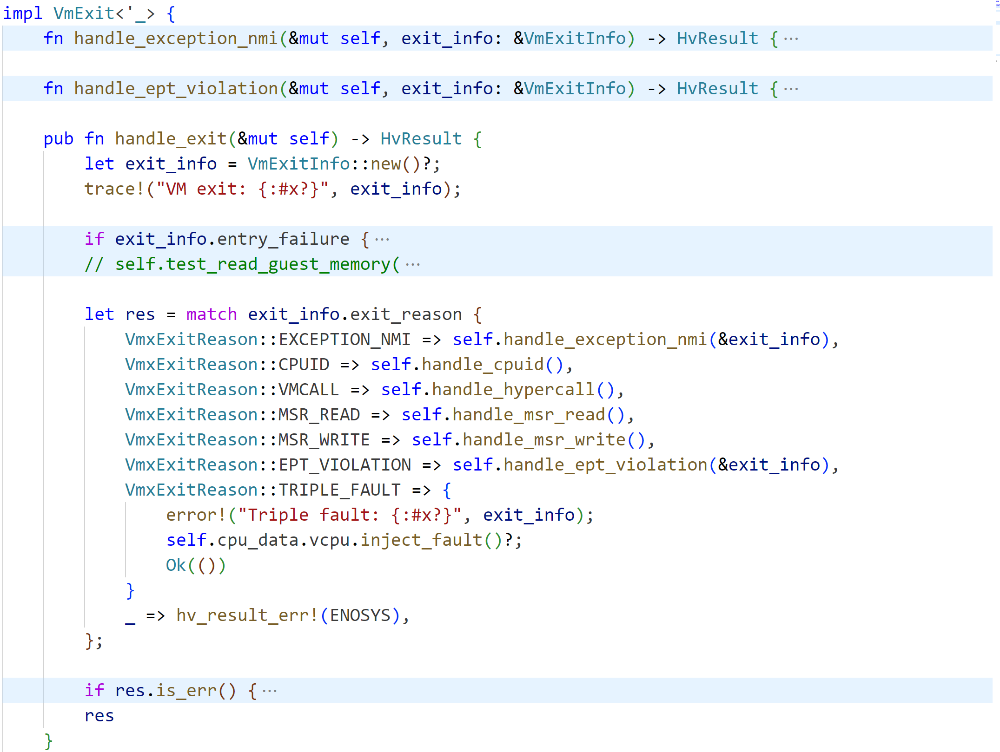 impl VmExit<'_> {
    fn handle_exception_nmi(&mut self, exit_info: &VmExitInfo) -> HvResult {···
    fn handle_ept_violation(&mut self, exit_info: &VmExitInfo) -> HvResult {···
    pub fn handle_exit(&mut self) -> HvResult {
        let exit_info = VmExitInfo::new()?;
        trace!("VM exit: {:#x?}", exit_info);
        if exit_info.entry_failure {···
        // self.test_read_guest_memory(···
        let res = match exit_info.exit_reason {
            VmxExitReason::EXCEPTION_NMI => self.handle_exception_nmi(&exit_info),
            VmxExitReason::CPUID => self.handle_cpuid(),
            VmxExitReason::VMCALL => self.handle_hypercall(),
            VmxExitReason::MSR_READ => self.handle_msr_read(),
            VmxExitReason::MSR_WRITE => self.handle_msr_write(),
            VmxExitReason::EPT_VIOLATION => self.handle_ept_violation(&exit_info),
            VmxExitReason::TRIPLE_FAULT => {
                error!("Triple fault: {:#x?}", exit_info);
                self.cpu_data.vcpu.inject_fault()?;
                Ok(())
            }
            _ => hv_result_err!(ENOSYS),
        };
        if res.is_err() {···
        res
    }